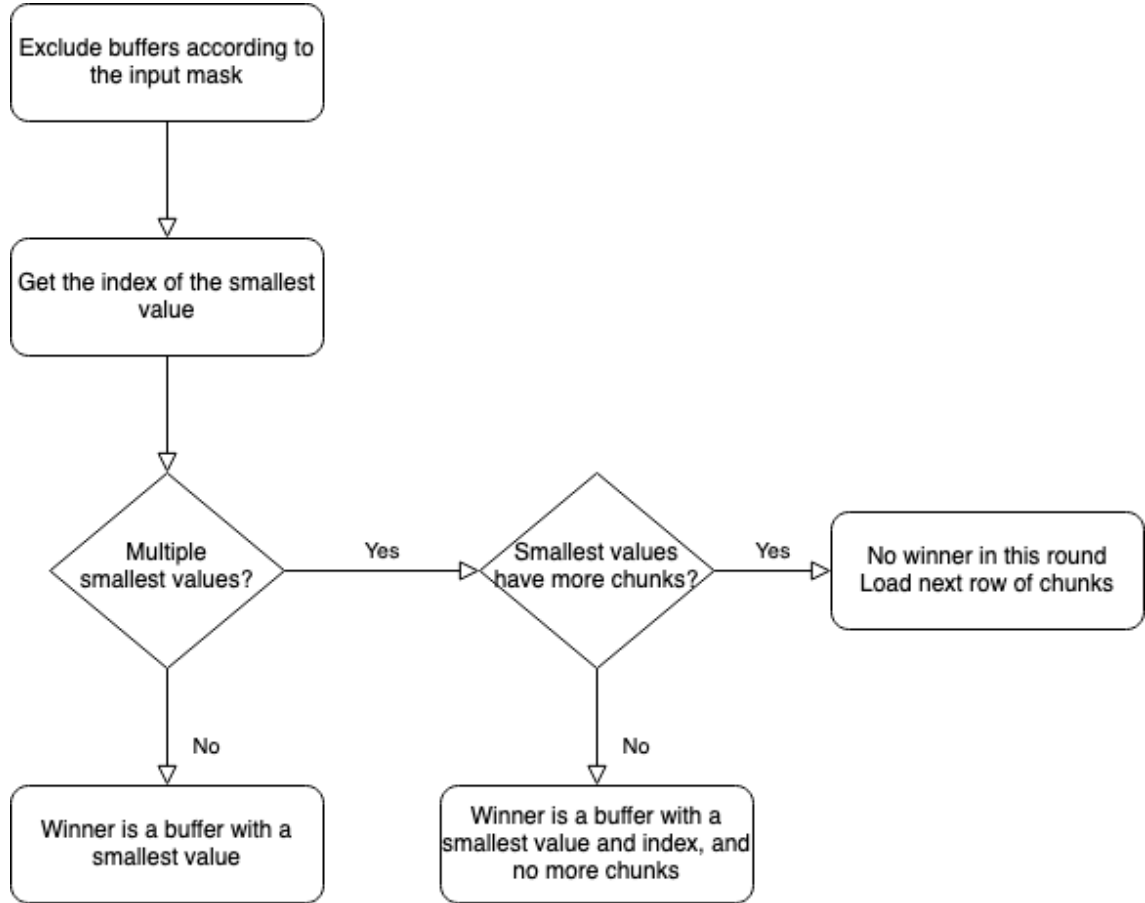 Exclude buffers according to
the input mask
Get the index of the smallest
value
Multiple
smallest values?
Yes
Smallest values
have more chunks?
Yes
No winner in this round
Load next row of chunks
No
No
Winner is a buffer with a
smallest value
Winner is a buffer with a
smallest value and index, and
no more chunks